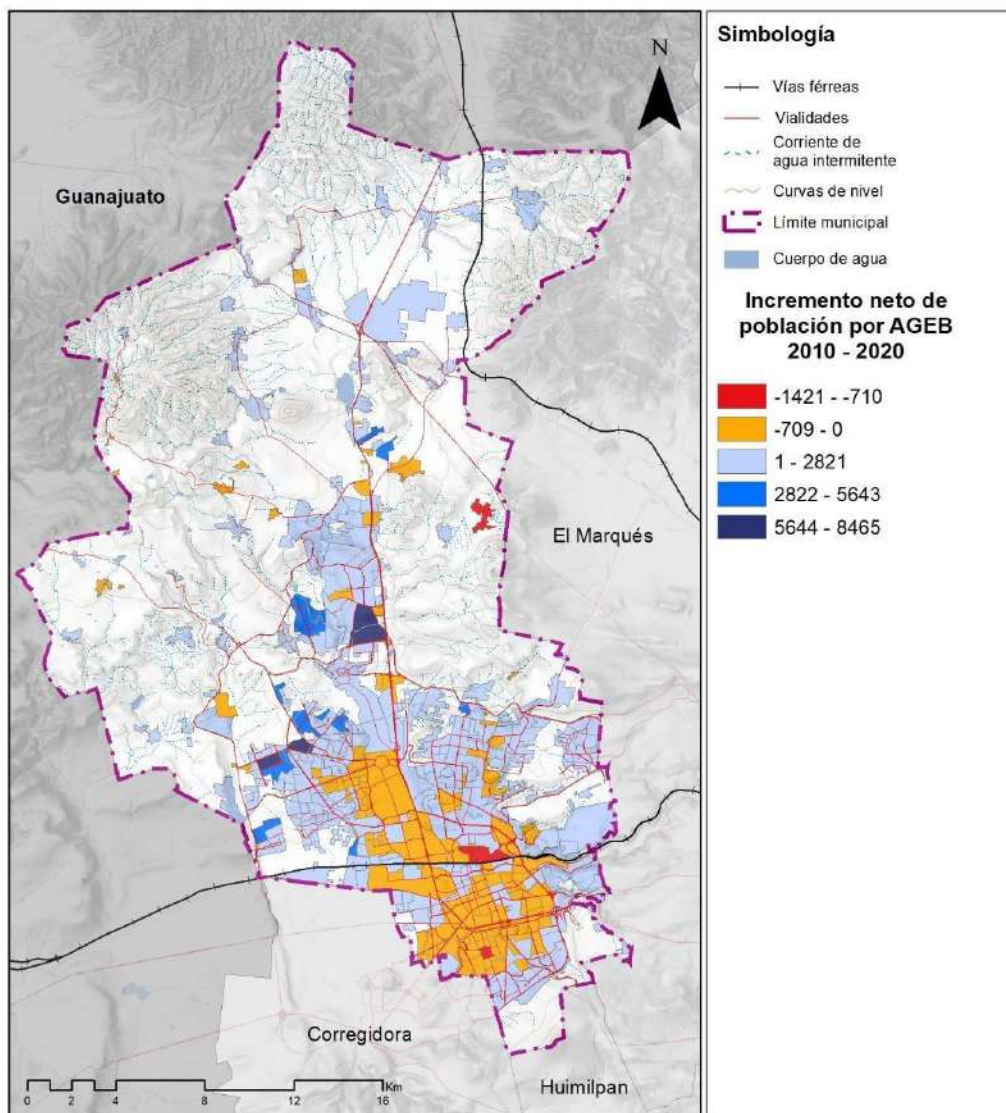 N
Guanajuato
El Marqués
Corregidora
Huimilpan
Km
0 2 4 8 12 16
Simbología
Vías férreas
Vialidades
Corriente de
agua intermitente
Curvas de nivel
Límite municipal
Cuerpo de agua
Incremento neto de
población por AGEB
2010 - 2020
-1421 - -710
-709 - 0
1 - 2821
2822 - 5643
5644 - 8465